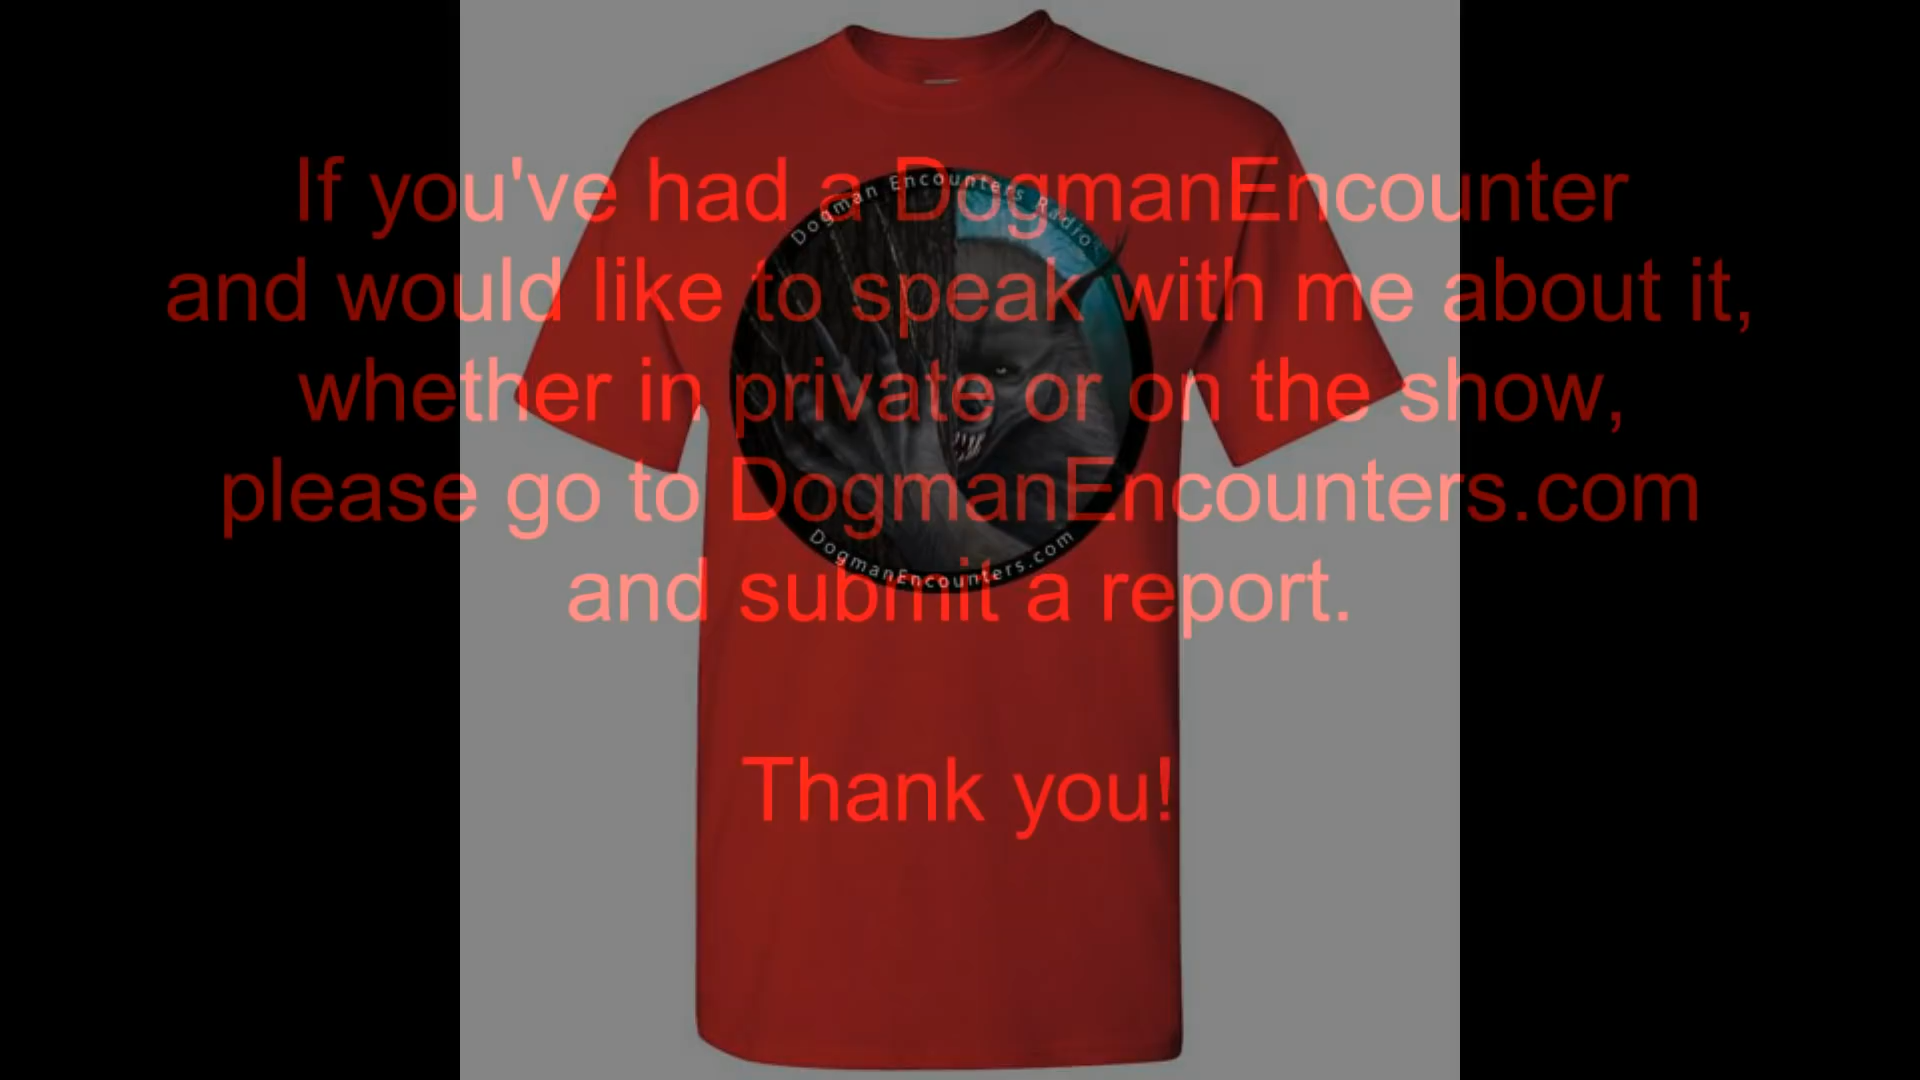 If you've had a DogmanEncounter
and would like to speak with me about it,
whether in private or on the show,
please go to DogmanEncounters.com
and submit a report.
Thank you!
Dogman Encounters Radio
DogmanEncounters.com